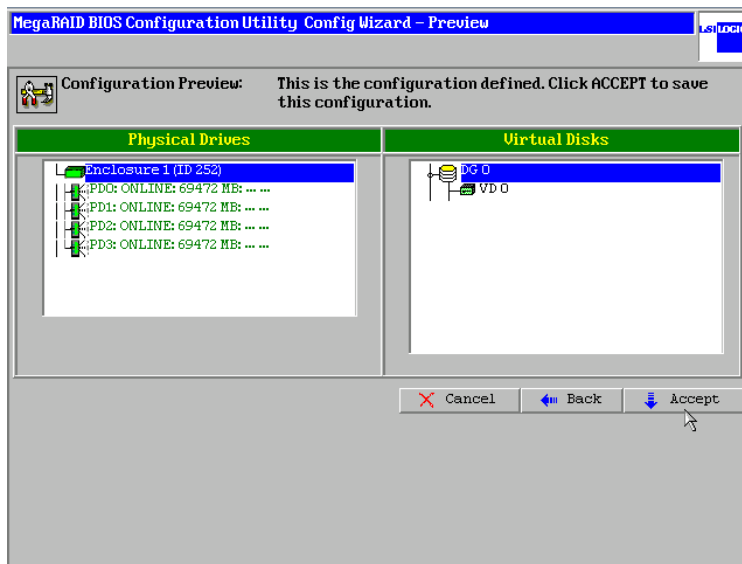 MegaRAID BIOS Configuration Utility Config Wizard - Preview
LSI LOGIC
Configuration Preview: This is the configuration defined. Click ACCEPT to save
this configuration.
Physical Drives
Enclosure 1 (ID 252)
PD0: ONLINE: 69472 MB: --- ---
PD1: ONLINE: 69472 MB: --- ---
PD2: ONLINE: 69472 MB: --- ---
PD3: ONLINE: 69472 MB: --- ---
Virtual Disks
DG 0
VD 0
Cancel
Back
Accept